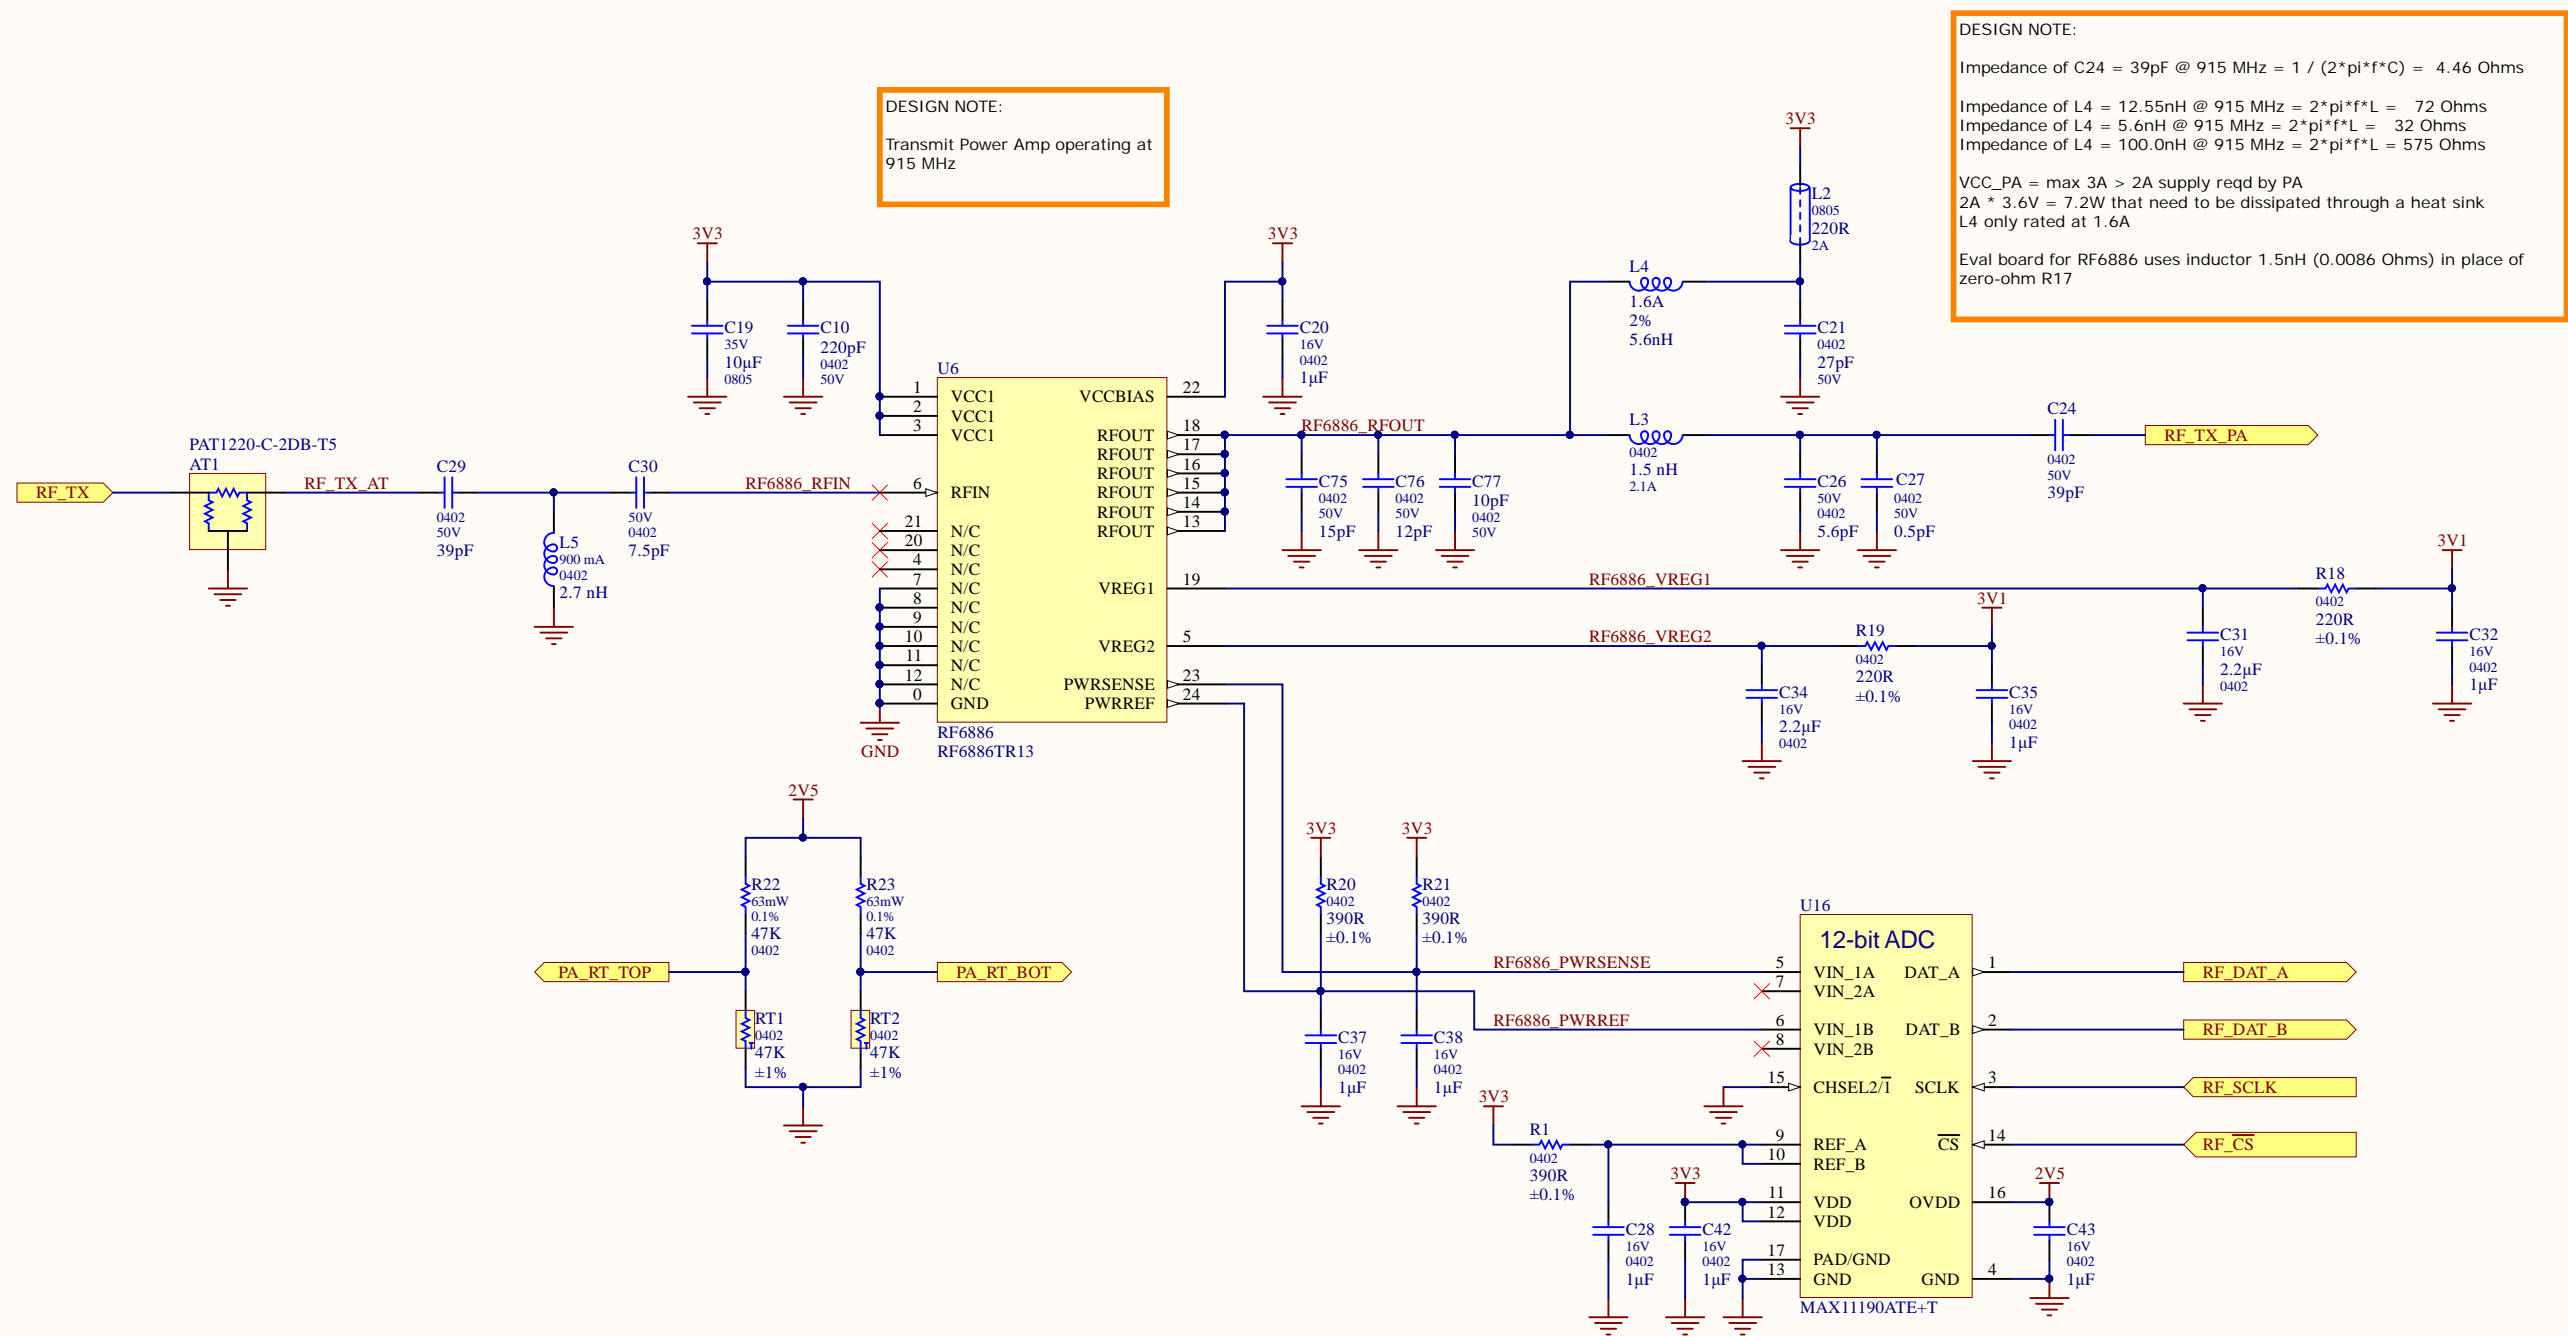 DESIGN NOTE:
Transmit Power Amp operating at
915 MHz
DESIGN NOTE:
Impedance of C24 = 39pF @ 915 MHz = 1 / (2*pi*f*C) =  4.46 Ohms
Impedance of L4 = 12.55nH @ 915 MHz = 2*pi*f*L =   72 Ohms
Impedance of L4 = 5.6nH @ 915 MHz = 2*pi*f*L =   32 Ohms
Impedance of L4 = 100.0nH @ 915 MHz = 2*pi*f*L = 575 Ohms
VCC_PA = max 3A > 2A supply reqd by PA
2A * 3.6V = 7.2W that need to be dissipated through a heat sink
L4 only rated at 1.6A
Eval board for RF6886 uses inductor 1.5nH (0.0086 Ohms) in place of
zero-ohm R17
RF_TX
PAT1220-C-2DB-T5
AT1
RF_TX_AT
C29
0402
50V
39pF
L5
900 mA
0402
2.7 nH
C30
50V
0402
7.5pF
RF6886_RFIN
3V3
C19
35V
10µF
0805
C10
220pF
0402
50V
U6
1 VCC1
2 VCC1
3 VCC1
6 RFIN
21 N/C
20 N/C
4 N/C
7 N/C
8 N/C
9 N/C
10 N/C
11 N/C
12 N/C
0 GND
VCCBIAS 22
RFOUT 18
RFOUT 17
RFOUT 16
RFOUT 15
RFOUT 14
RFOUT 13
VREG1 19
VREG2 5
PWRSENSE 23
PWRREF 24
RF6886
RF6886TR13
GND
3V3
C20
16V
0402
1µF
RF6886_RFOUT
C75
0402
50V
15pF
C76
0402
50V
12pF
C77
10pF
0402
50V
3V3
L2
0805
220R
2A
L4
1.6A
2%
5.6nH
C21
0402
27pF
50V
L3
0402
1.5 nH
2.1A
C26
50V
0402
5.6pF
C27
0402
50V
0.5pF
C24
0402
50V
39pF
RF_TX_PA
RF6886_VREG1
C31
16V
2.2µF
0402
R18
0402
220R
±0.1%
3V1
C32
16V
0402
1µF
RF6886_VREG2
C34
16V
2.2µF
0402
R19
0402
220R
±0.1%
3V1
C35
16V
0402
1µF
2V5
R22
63mW
0.1%
47K
0402
R23
63mW
0.1%
47K
0402
PA_RT_TOP
PA_RT_BOT
RT1
0402
47K
±1%
RT2
0402
47K
±1%
3V3
R20
0402
390R
±0.1%
3V3
R21
0402
390R
±0.1%
RF6886_PWRSENSE
RF6886_PWRREF
C37
16V
0402
1µF
C38
16V
0402
1µF
3V3
R1
0402
390R
±0.1%
C28
16V
0402
1µF
3V3
C42
16V
0402
1µF
U16
12-bit ADC
5 VIN_1A
7 VIN_2A
6 VIN_1B
8 VIN_2B
15 CHSEL2/1
9 REF_A
10 REF_B
11 VDD
12 VDD
17 PAD/GND
13 GND
DAT_A 1
DAT_B 2
SCLK 3
CS 14
OVDD 16
GND 4
MAX11190ATE+T
RF_DAT_A
RF_DAT_B
RF_SCLK
RF_CS
2V5
C43
16V
0402
1µF